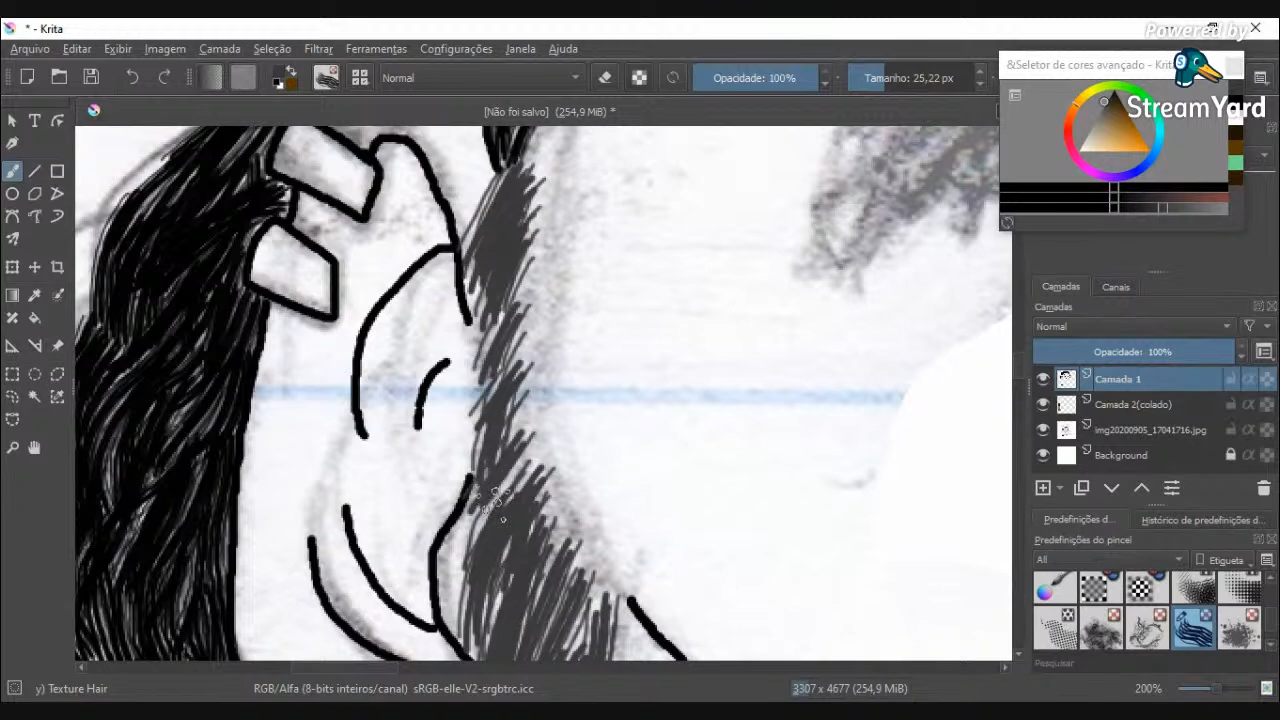 * - Krita
Powered by
Arquivo Editar Exibir Imagem Camada Seleção Filtrar Ferramentas Configurações Janela Ajuda
Normal
Opacidade: 100%
Tamanho: 25,22 px
&Seletor de cores avançado - Krita
StreamYard
[Não foi salvo] (254,9 MiB) *
Camadas Canais
Camadas
Normal
Opacidade: 100%
Camada 1
Camada 2(colado)
img20200905_17041716.jpg
Background
Predefinições d... Histórico de predefinições d...
Predefinições do pincel
All
Etiqueta
Pesquisar
y) Texture Hair
RGB/Alfa (8-bits inteiros/canal) sRGB-elle-V2-srgbtrc.icc
3307 x 4677 (254,9 MiB)
200%